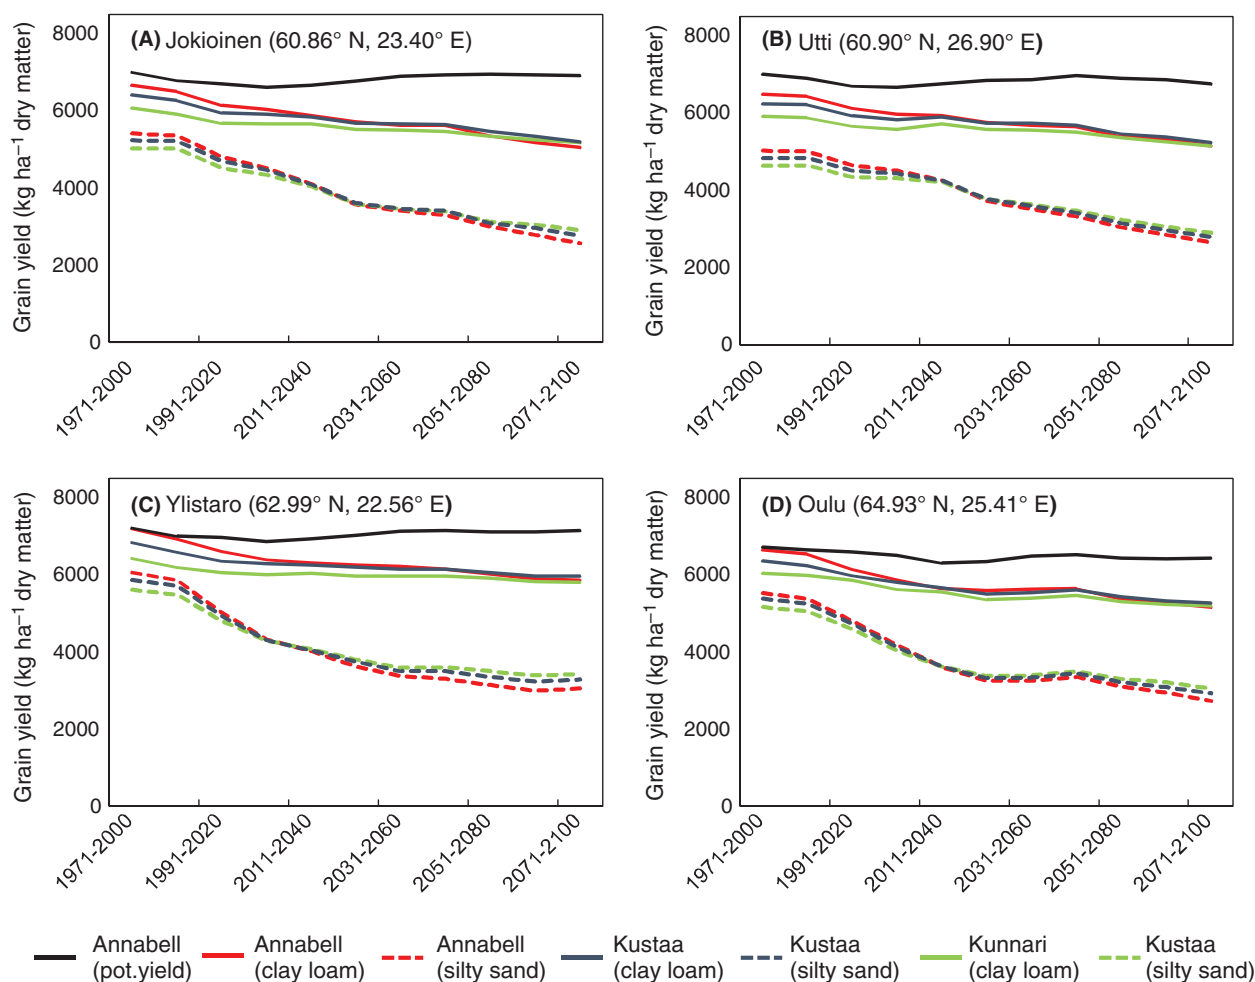 (A) Jokioinen (60.86° N, 23.40° E)
Grain yield (kg ha−1 dry matter)
8000
6000
4000
2000
0
1971-2000
1991-2020
2011-2040
2031-2060
2051-2080
2071-2100
(B) Utti (60.90° N, 26.90° E)
Grain yield (kg ha−1 dry matter)
8000
6000
4000
2000
0
1971-2000
1991-2020
2011-2040
2031-2060
2051-2080
2071-2100
(C) Ylistaro (62.99° N, 22.56° E)
Grain yield (kg ha−1 dry matter)
8000
6000
4000
2000
0
1971-2000
1991-2020
2011-2040
2031-2060
2051-2080
2071-2100
(D) Oulu (64.93° N, 25.41° E)
Grain yield (kg ha−1 dry matter)
8000
6000
4000
2000
0
1971-2000
1991-2020
2011-2040
2031-2060
2051-2080
2071-2100
Annabell
(pot.yield)
Annabell
(clay loam)
Annabell
(silty sand)
Kustaa
(clay loam)
Kustaa
(silty sand)
Kunnari
(clay loam)
Kustaa
(silty sand)